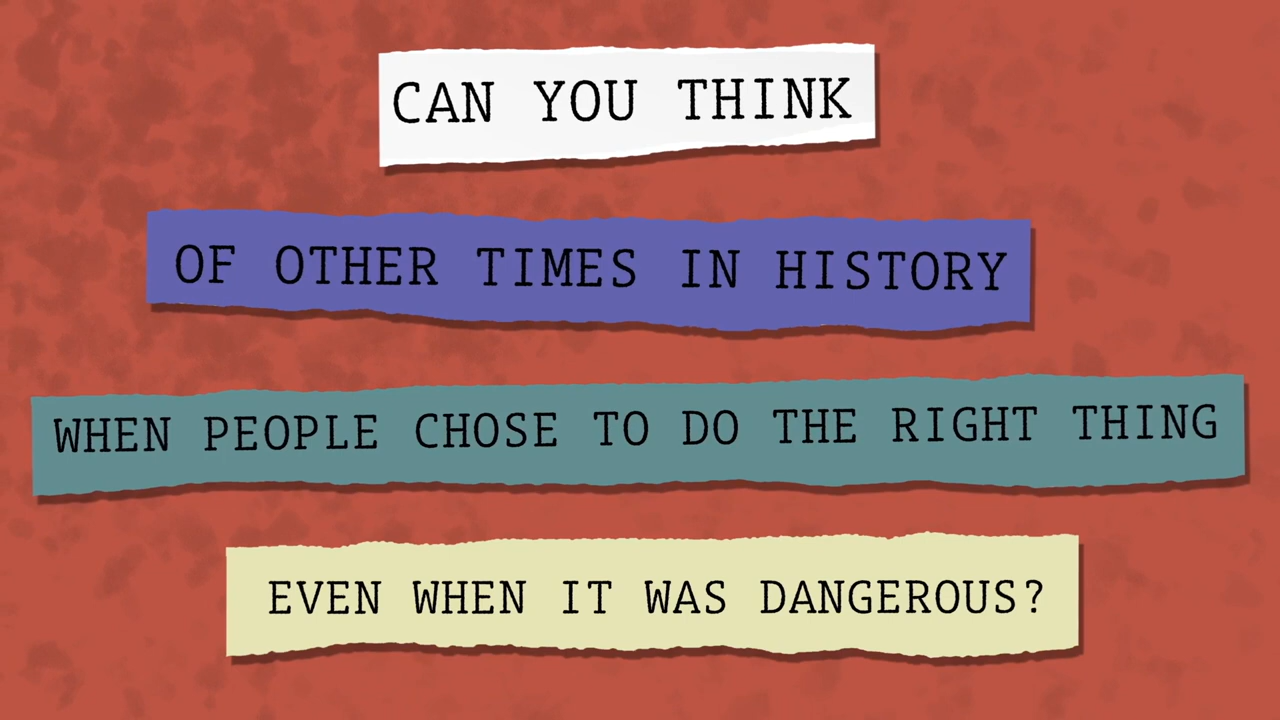 CAN YOU THINK
OF OTHER TIMES IN HISTORY
WHEN PEOPLE CHOSE TO DO THE RIGHT THING
EVEN WHEN IT WAS DANGEROUS?